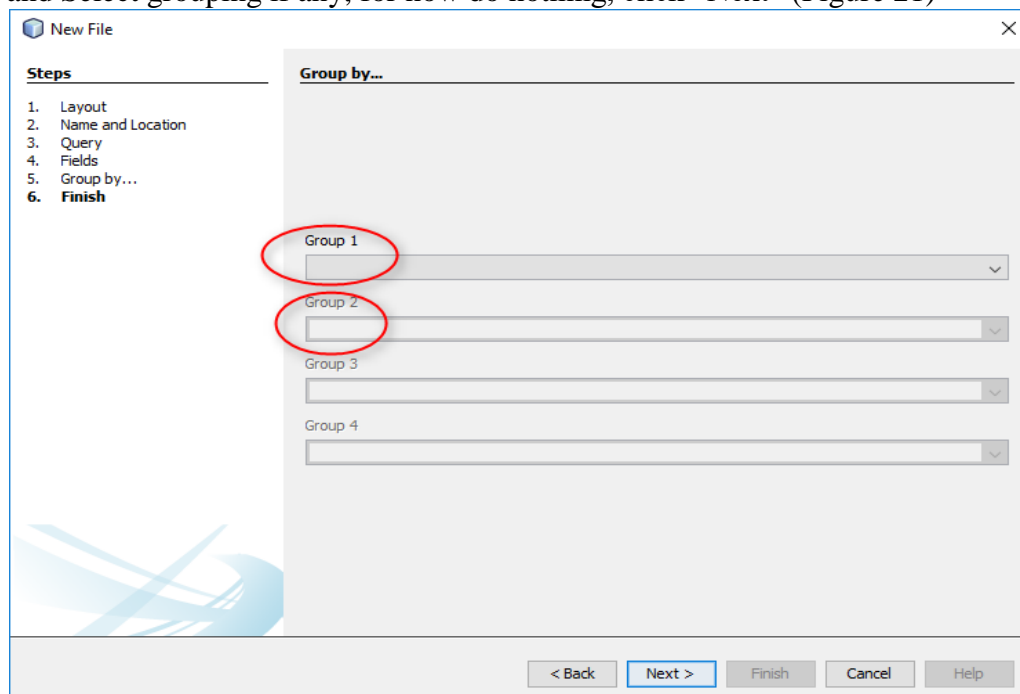 and Select grouping if any, for now do nothing, click "Next" (Figure 21)
New File
Steps
1. Layout
2. Name and Location
3. Query
4. Fields
5. Group by...
6. Finish
Group by...
Group 1
Group 2
Group 3
Group 4
< Back Next > Finish Cancel Help